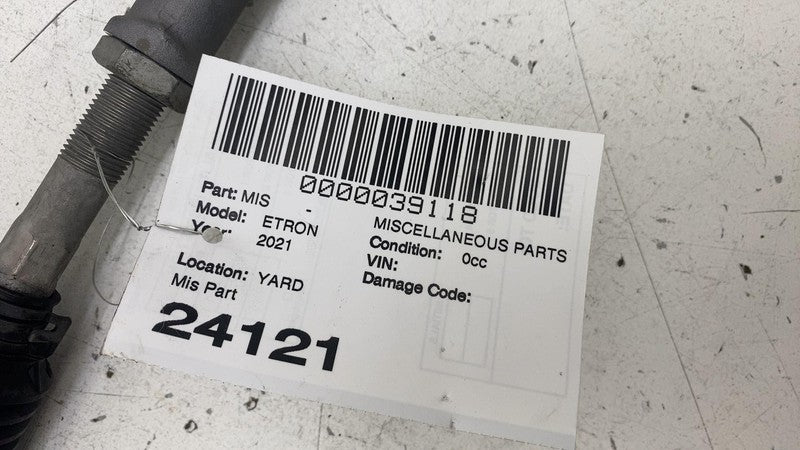 0000039118
Part: MIS - MISCELLANEOUS PARTS
Model: ETRON Condition: 0cc
Year: 2021 VIN:
Location: YARD Damage Code:
Mis Part
24121